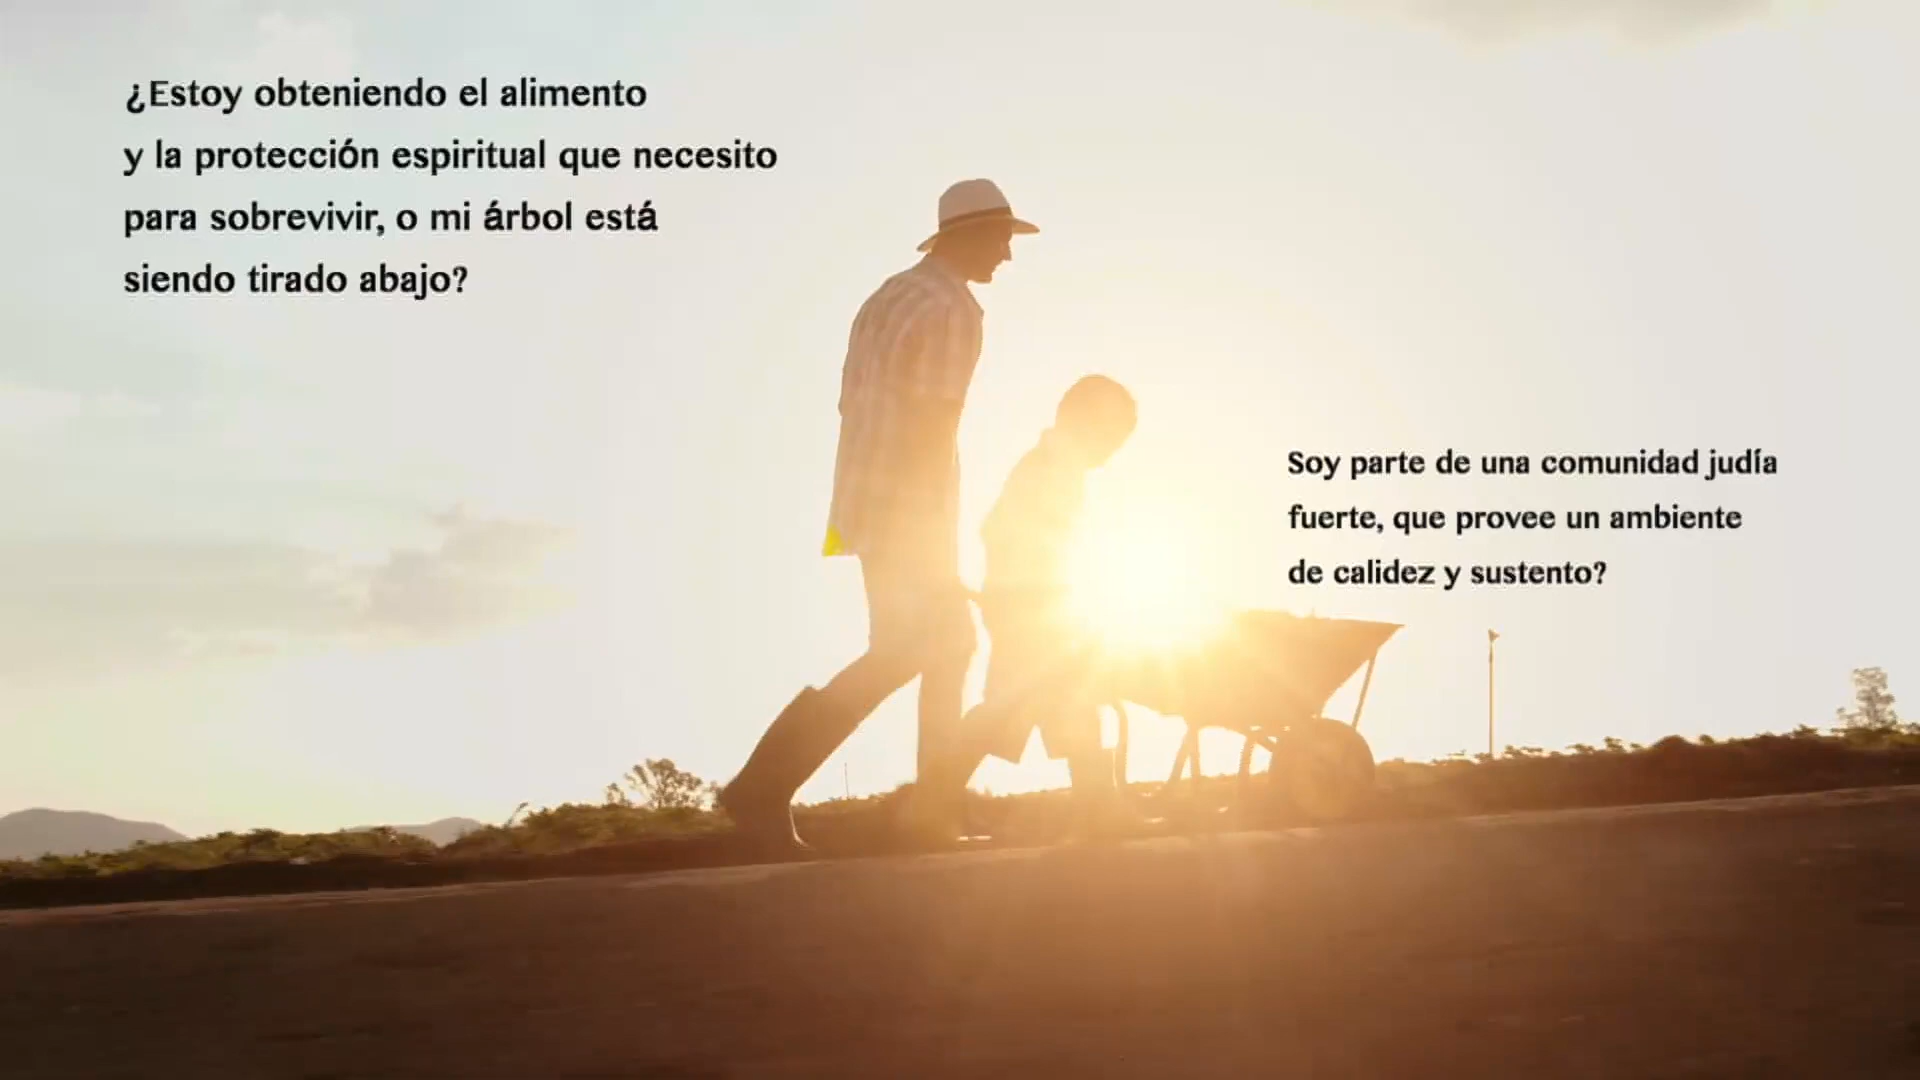 ¿Estoy obteniendo el alimento
y la protección espiritual que necesito
para sobrevivir, o mi árbol está
siendo tirado abajo?
Soy parte de una comunidad judía
fuerte, que provee un ambiente
de calidez y sustento?